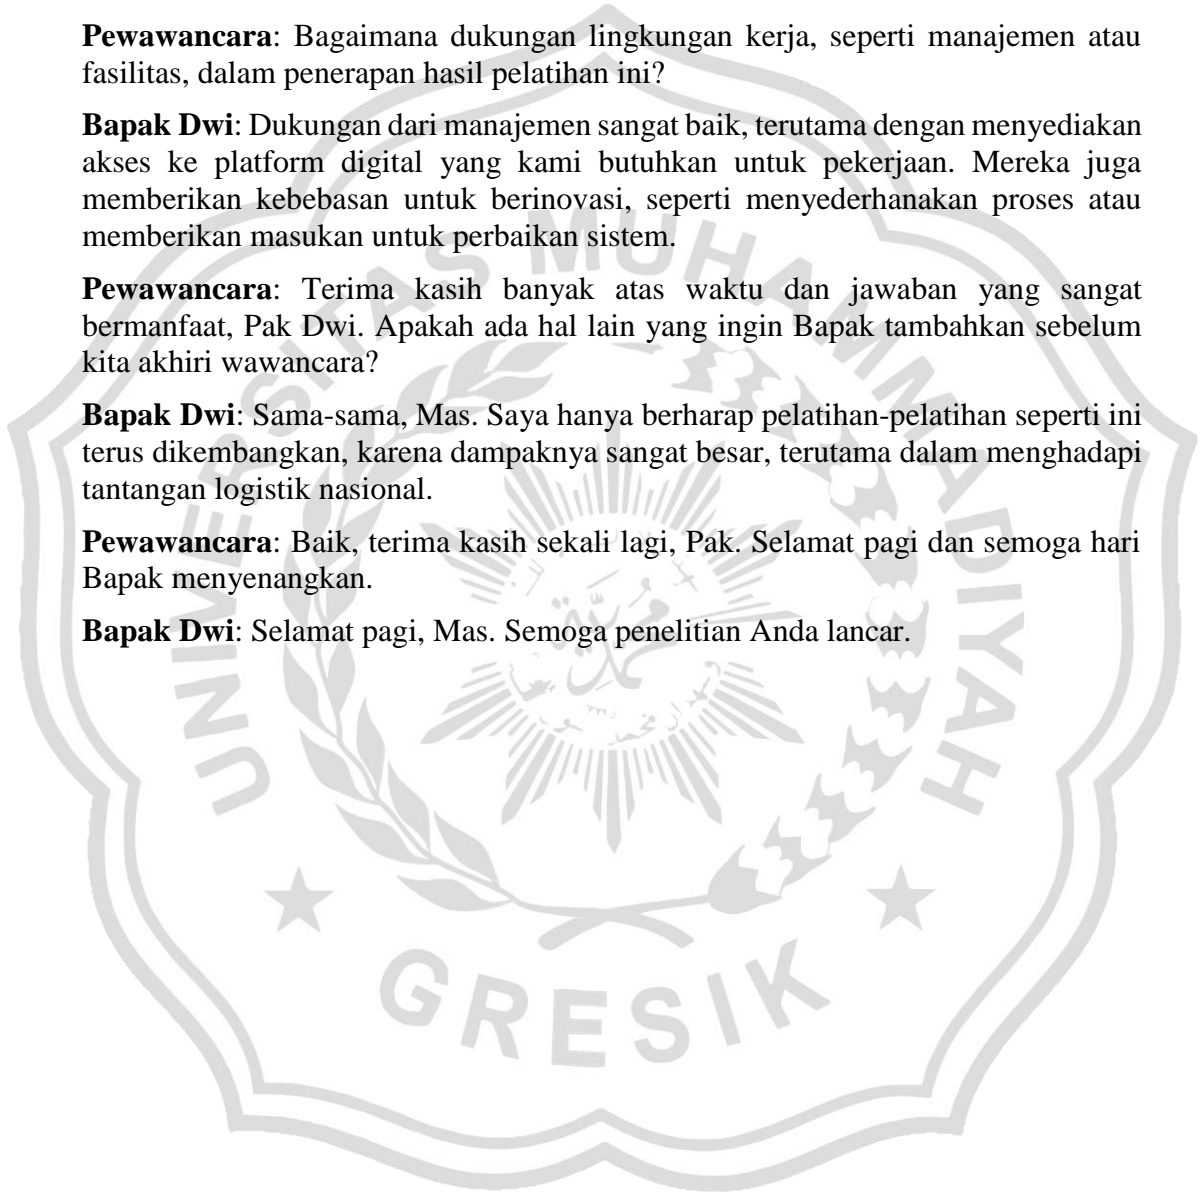 Pewawancara: Bagaimana dukungan lingkungan kerja, seperti manajemen atau
fasilitas, dalam penerapan hasil pelatihan ini?
Bapak Dwi: Dukungan dari manajemen sangat baik, terutama dengan menyediakan
akses ke platform digital yang kami butuhkan untuk pekerjaan. Mereka juga
memberikan kebebasan untuk berinovasi, seperti menyederhanakan proses atau
memberikan masukan untuk perbaikan sistem.
Pewawancara: Terima kasih banyak atas waktu dan jawaban yang sangat
bermanfaat, Pak Dwi. Apakah ada hal lain yang ingin Bapak tambahkan sebelum
kita akhiri wawancara?
Bapak Dwi: Sama-sama, Mas. Saya hanya berharap pelatihan-pelatihan seperti ini
terus dikembangkan, karena dampaknya sangat besar, terutama dalam menghadapi
tantangan logistik nasional.
Pewawancara: Baik, terima kasih sekali lagi, Pak. Selamat pagi dan semoga hari
Bapak menyenangkan.
Bapak Dwi: Selamat pagi, Mas. Semoga penelitian Anda lancar.
UNIVERSITAS MUHAMMADIYAH
GRESIK